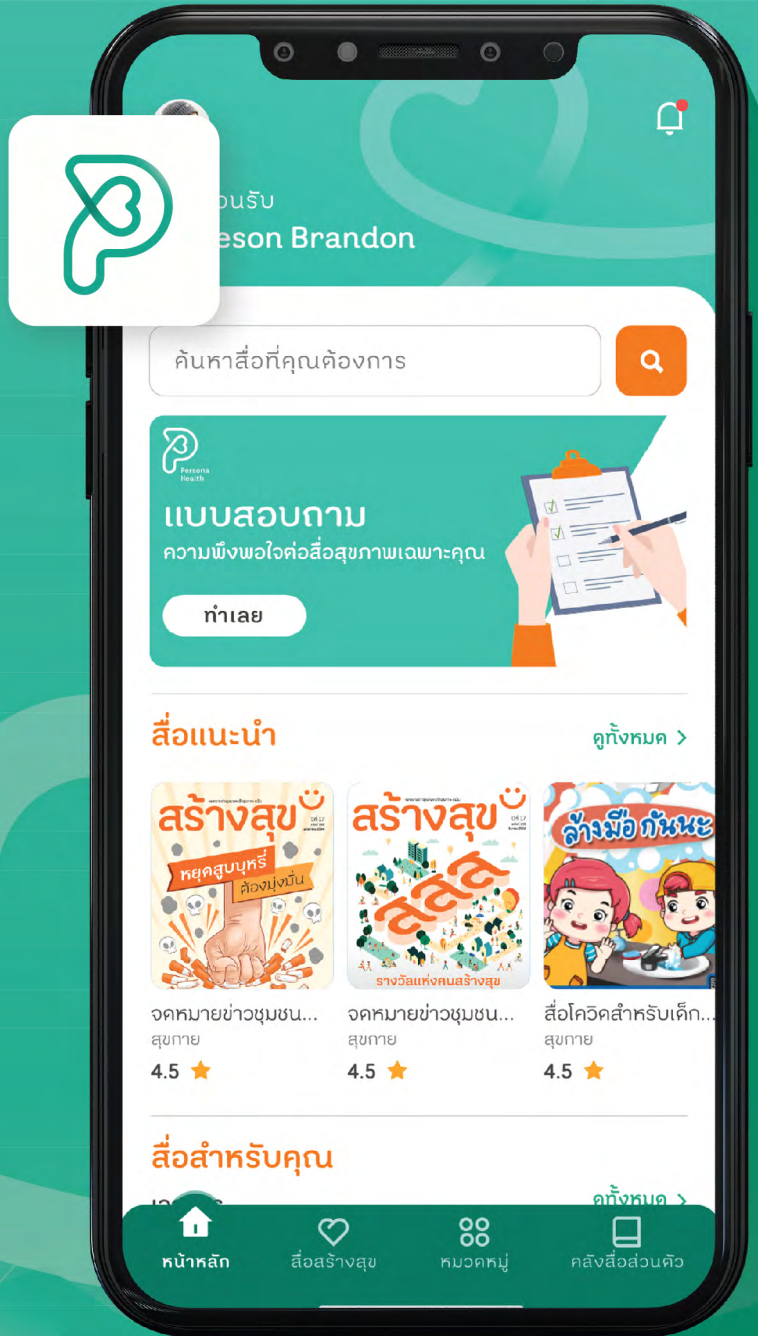 eson Brandon
ค้นหาสื่อที่คุณต้องการ
Persona
Health
แบบสอบถาม
ความพึงพอใจต่อสื่อสุขภาพเฉพาะคุณ
ทำเลย
สื่อแนะนำ
ดูทั้งหมด >
สร้างสุข
หยุดสูบบุหรี่
ต้องมุ่งมั่น
สร้างสุข
สสส
รางวัลแห่งคนสร้างสุข
ล้างมือกันนะ
จดหมายข่าวชุมชน...
สุขกาย
4.5
จดหมายข่าวชุมชน...
สุขกาย
4.5
สื่อโควิดสำหรับเด็ก...
สุขกาย
4.5
สื่อสำหรับคุณ
ดูทั้งหมด >
หน้าหลัก
สื่อสร้างสุข
หมวดหมู่
คลังสื่อส่วนตัว